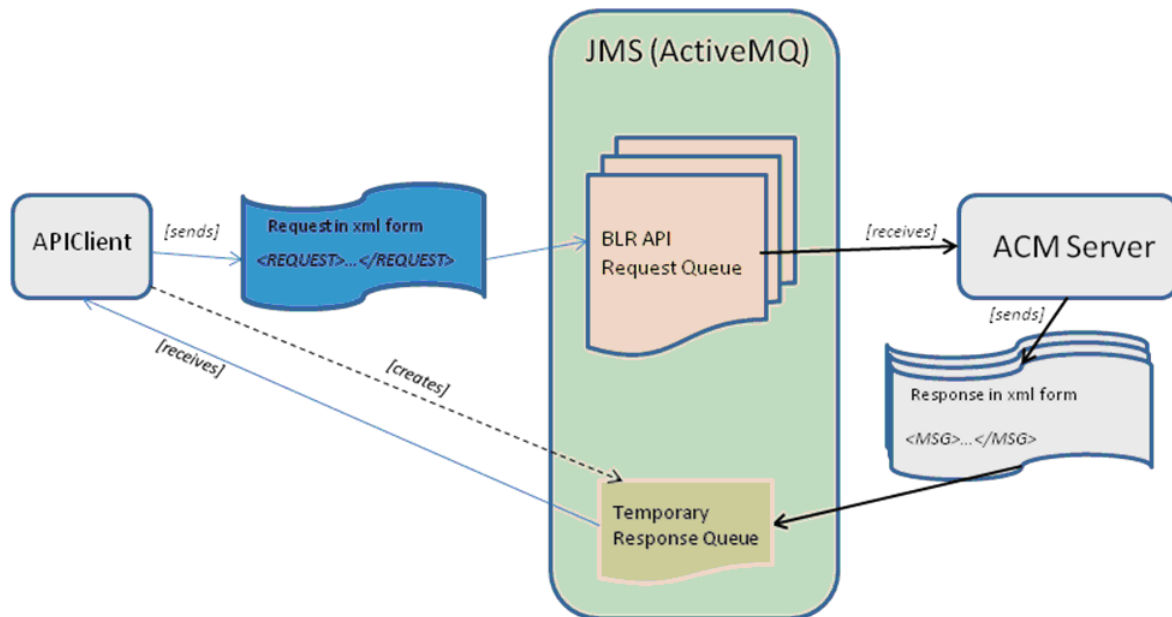 JMS (ActiveMQ)
APIClient
[sends]
Request in xml form
<REQUEST>...</REQUEST>
BLR API
Request Queue
[receives]
ACM Server
[sends]
Response in xml form
<MSG>...</MSG>
[receives]
[creates]
Temporary
Response Queue